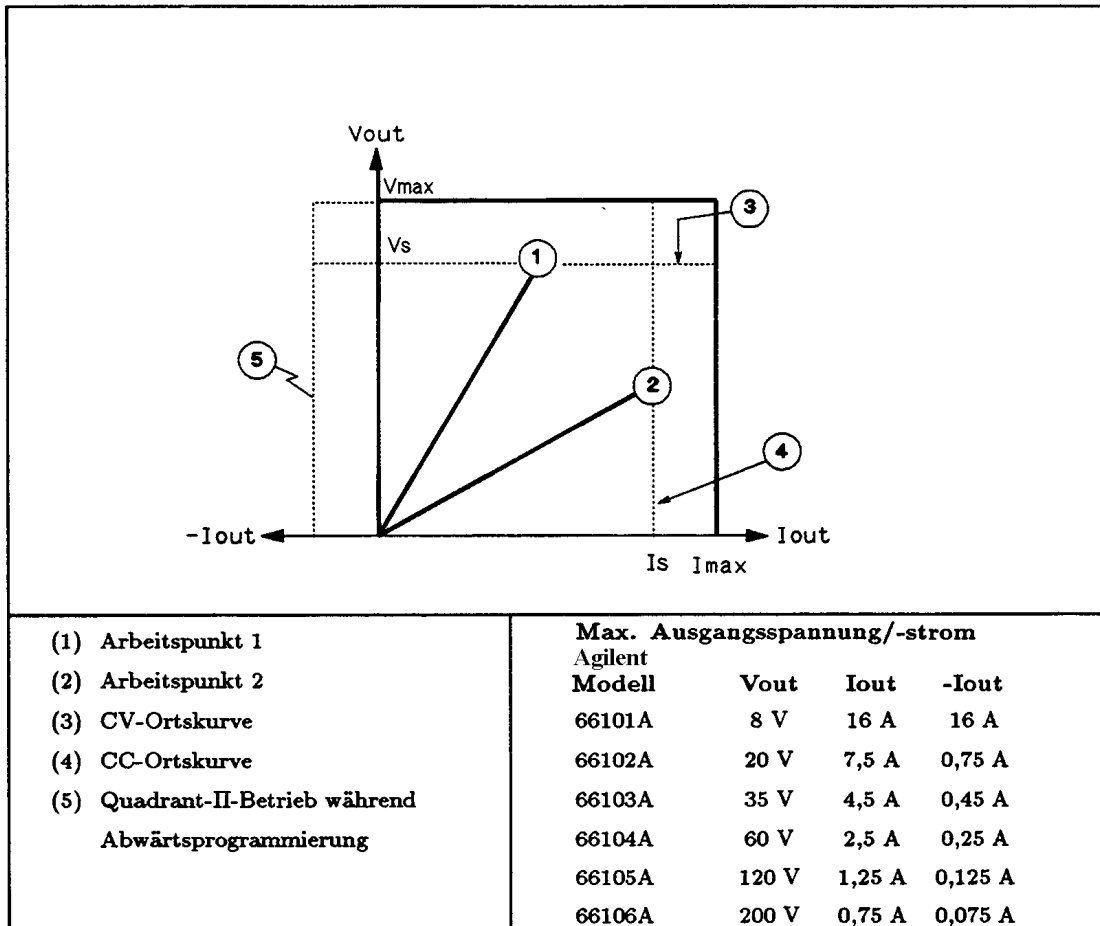 Vout
Vmax
3
Vs
1
5
2
4
-Iout
Iout
Is Imax
(1) Arbeitspunkt 1
(2) Arbeitspunkt 2
(3) CV-Ortskurve
(4) CC-Ortskurve
(5) Quadrant-II-Betrieb während
Abwärtsprogrammierung
Max. Ausgangsspannung/-strom
Agilent
Modell Vout Iout -Iout
66101A 8 V 16 A 16 A
66102A 20 V 7,5 A 0,75 A
66103A 35 V 4,5 A 0,45 A
66104A 60 V 2,5 A 0,25 A
66105A 120 V 1,25 A 0,125 A
66106A 200 V 0,75 A 0,075 A